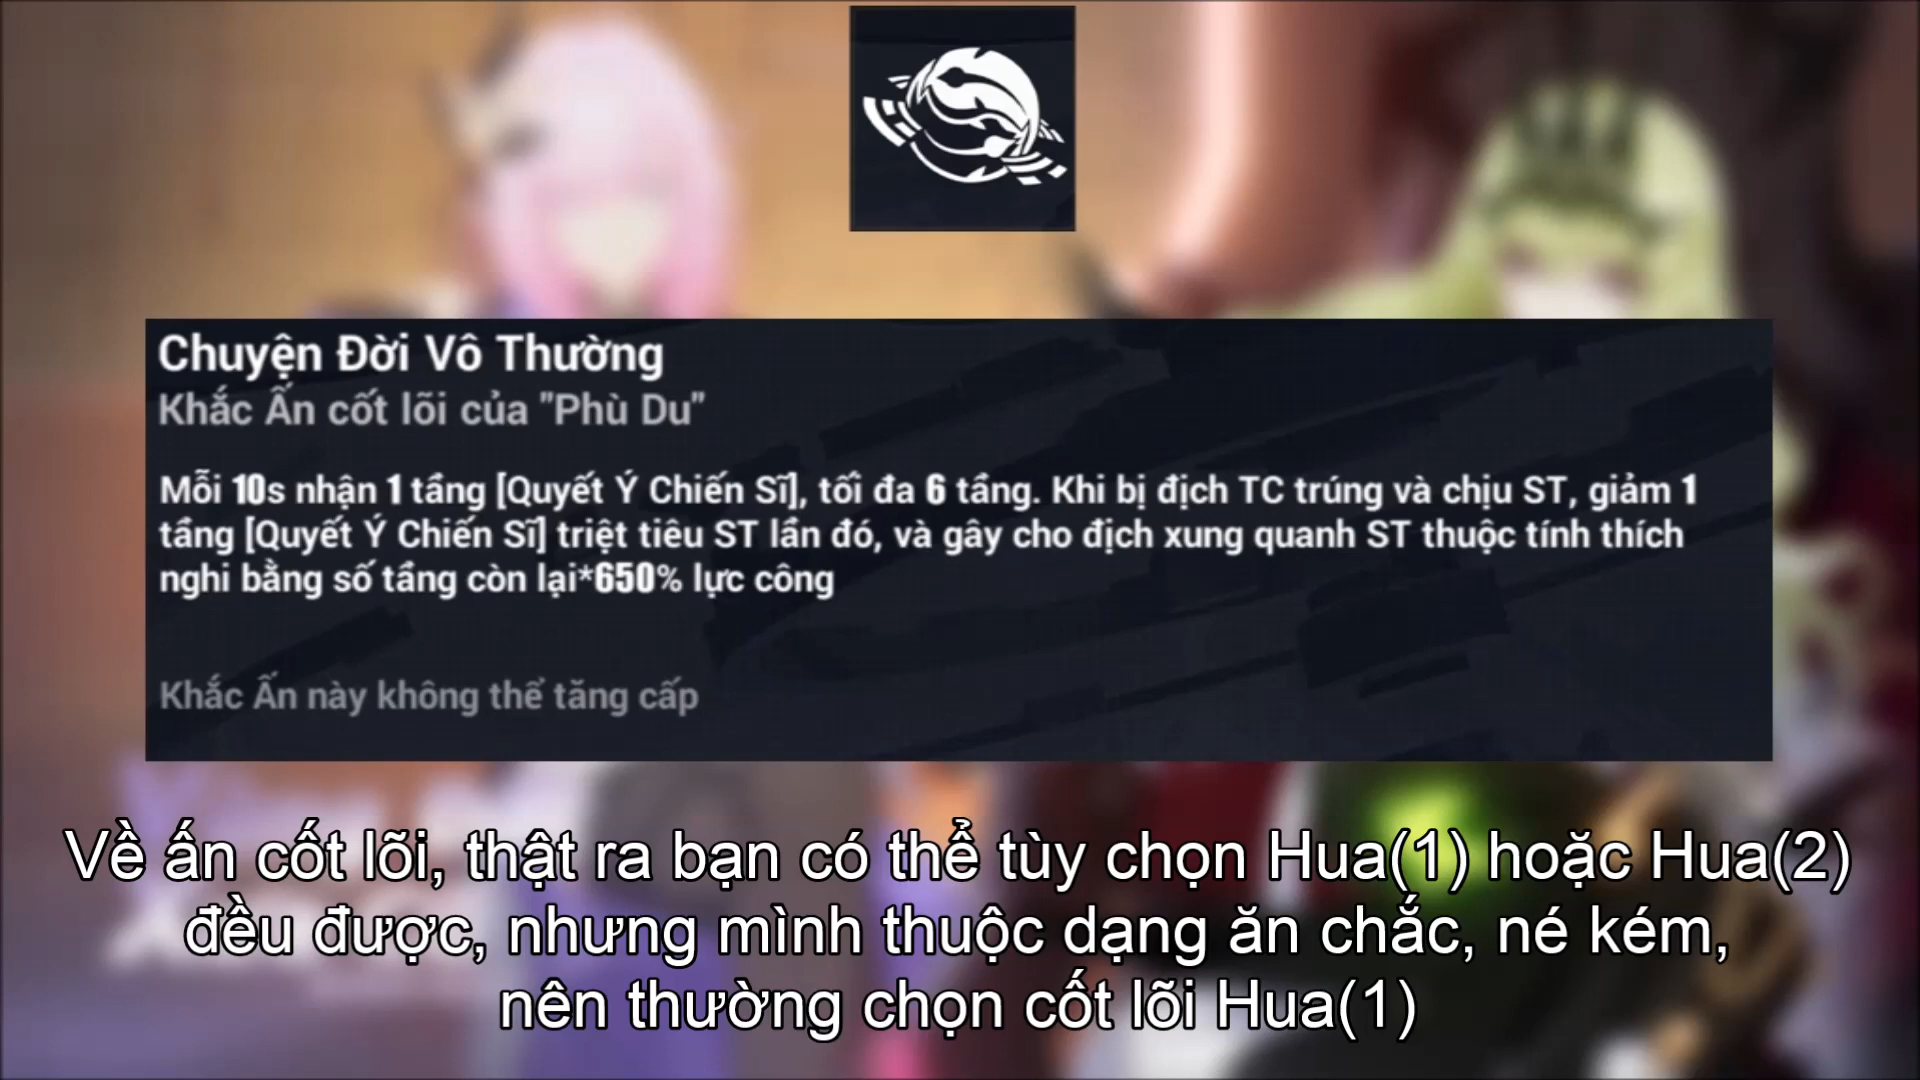 Chuyện Đời Vô Thường
Khắc Ấn cốt lõi của "Phù Du"
Mỗi 10s nhận 1 tầng [Quyết Ý Chiến Sĩ], tối đa 6 tầng. Khi bị địch TC trúng và chịu ST, giảm 1
tầng [Quyết Ý Chiến Sĩ] triệt tiêu ST lần đó, và gây cho địch xung quanh ST thuộc tính thích
nghi bằng số tầng còn lại*650% lực công
Khắc Ấn này không thể tăng cấp
Về ấn cốt lõi, thật ra bạn có thể tùy chọn Hua(1) hoặc Hua(2)
đều được, nhưng mình thuộc dạng ăn chắc, né kém,
nên thường chọn cốt lõi Hua(1)